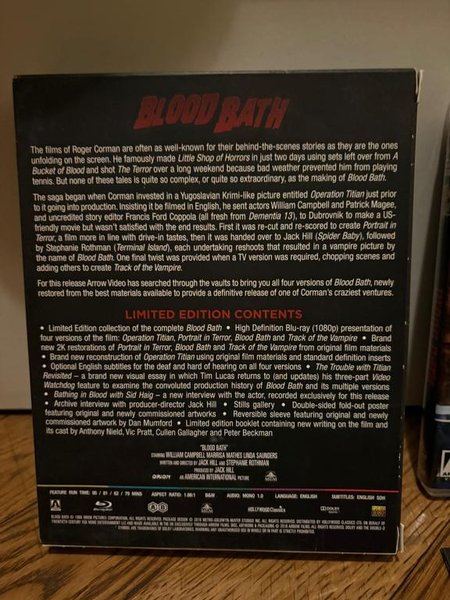 BLOOD BATH
The films of Roger Corman are often as well-known for their behind-the-scenes stories as they are the ones
unfolding on the screen. He famously made Little Shop of Horrors in just two days using sets left over from A
Bucket of Blood and shot The Terror over a long weekend because bad weather prevented him from playing
tennis. But none of these tales is quite so complex, or quite so extraordinary, as the making of Blood Bath.
The saga began when Corman invested in a Yugoslavian Krimi-like picture entitled Operation Titian just prior
to it going into production. Insisting it be filmed in English, he sent actors William Campbell and Patrick Magee,
and uncredited story editor Francis Ford Coppola (all fresh from Dementia 13), to Dubrovnik to make a US-
friendly movie but wasn't satisfied with the end results. First it was re-cut and re-scored to create Portrait in
Terror, a film more in line with drive-in tastes, then it was handed over to Jack Hill (Spider Baby), followed
by Stephanie Rothman (Terminal Island), each undertaking reshoots that resulted in a vampire picture by
the name of Blood Bath. One final twist was provided when a TV version was required, chopping scenes and
adding others to create Track of the Vampire.
For this release Arrow Video has searched through the vaults to bring you all four versions of Blood Bath, newly
restored from the best materials available to provide a definitive release of one of Corman's craziest ventures.
LIMITED EDITION CONTENTS
• Limited Edition collection of the complete Blood Bath • High Definition Blu-ray (1080p) presentation of
four versions of the film: Operation Titian, Portrait in Terror, Blood Bath and Track of the Vampire • Brand
new 2K restorations of Portrait in Terror, Blood Bath and Track of the Vampire from original film materials
• Brand new reconstruction of Operation Titian using original film materials and standard definition inserts
• Optional English subtitles for the deaf and hard of hearing on all four versions • The Trouble with Titian
Revisited – a brand new visual essay in which Tim Lucas returns to (and updates) his three-part Video
Watchdog feature to examine the convoluted production history of Blood Bath and its multiple versions
• Bathing in Blood with Sid Haig – a new interview with the actor, recorded exclusively for this release
• Archive interview with producer-director Jack Hill • Stills gallery • Double-sided fold-out poster
featuring original and newly commissioned artworks • Reversible sleeve featuring original and newly
commissioned artwork by Dan Mumford • Limited edition booklet containing new writing on the film and
its cast by Anthony Nield, Vic Pratt, Cullen Gallagher and Peter Beckman
"BLOOD BATH"
STARRING WILLIAM CAMPBELL MARRISA MATHES LINDA SAUNDERS
WRITTEN AND DIRECTED BY JACK HILL AND STEPHANIE ROTHMAN
PRODUCED BY JACK HILL
ORION AN AMERICAN INTERNATIONAL PICTURE
FEATURE RUN TIME: 95 / 81 / 62 / 79 MINS ASPECT RATIO: 1.66:1 B&W AUDIO: MONO 1.0 LANGUAGE: ENGLISH SUBTITLES: ENGLISH SDH